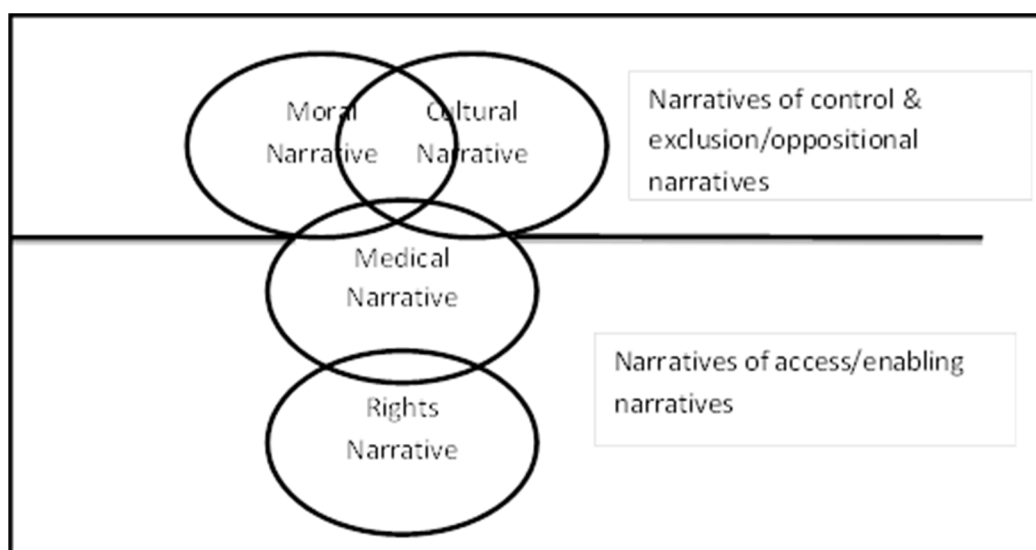 Moral
Narrative
Cultural
Narrative
Narratives of control &
exclusion/oppositional
narratives
Medical
Narrative
Narratives of access/enabling
narratives
Rights
Narrative